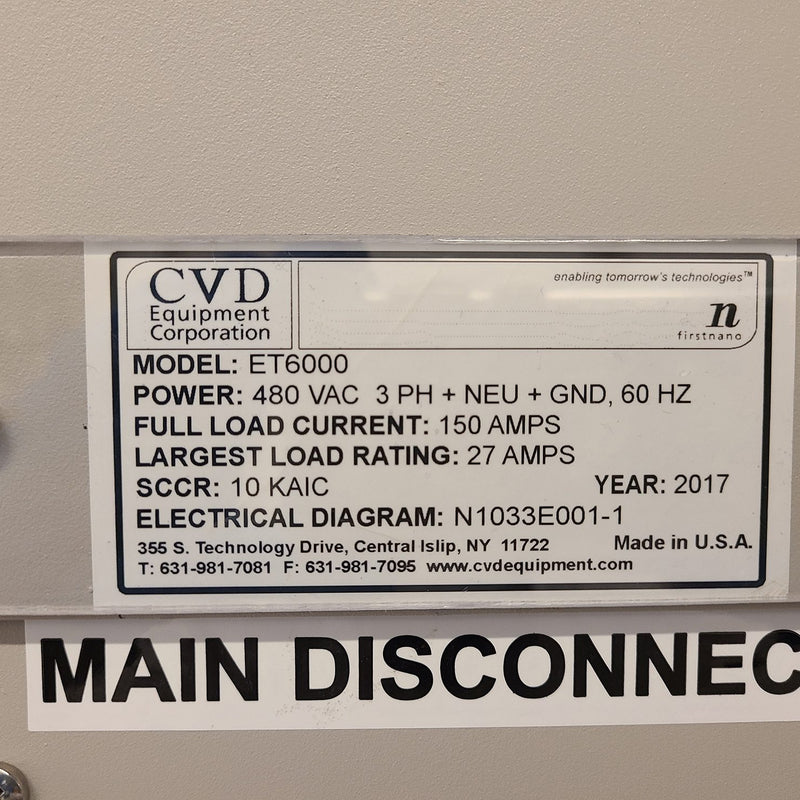 CVD
Equipment
Corporation
enabling tomorrow's technologies™
n
firstnano
MODEL: ET6000
POWER: 480 VAC 3 PH + NEU + GND, 60 HZ
FULL LOAD CURRENT: 150 AMPS
LARGEST LOAD RATING: 27 AMPS
SCCR: 10 KAIC YEAR: 2017
ELECTRICAL DIAGRAM: N1033E001-1
355 S. Technology Drive, Central Islip, NY 11722 Made in U.S.A.
T: 631-981-7081 F: 631-981-7095 www.cvdequipment.com
MAIN DISCONNEC